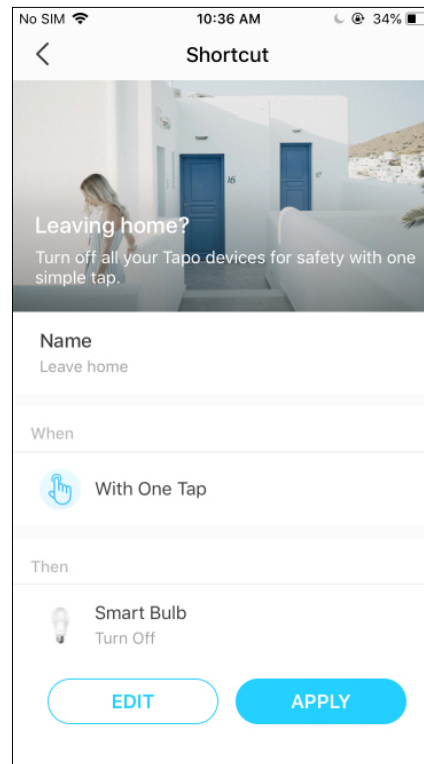 No SIM 10:36 AM 34%
Shortcut
16
Leaving home?
Turn off all your Tapo devices for safety with one
simple tap.
Name
Leave home
When
With One Tap
Then
Smart Bulb
Turn Off
EDIT APPLY